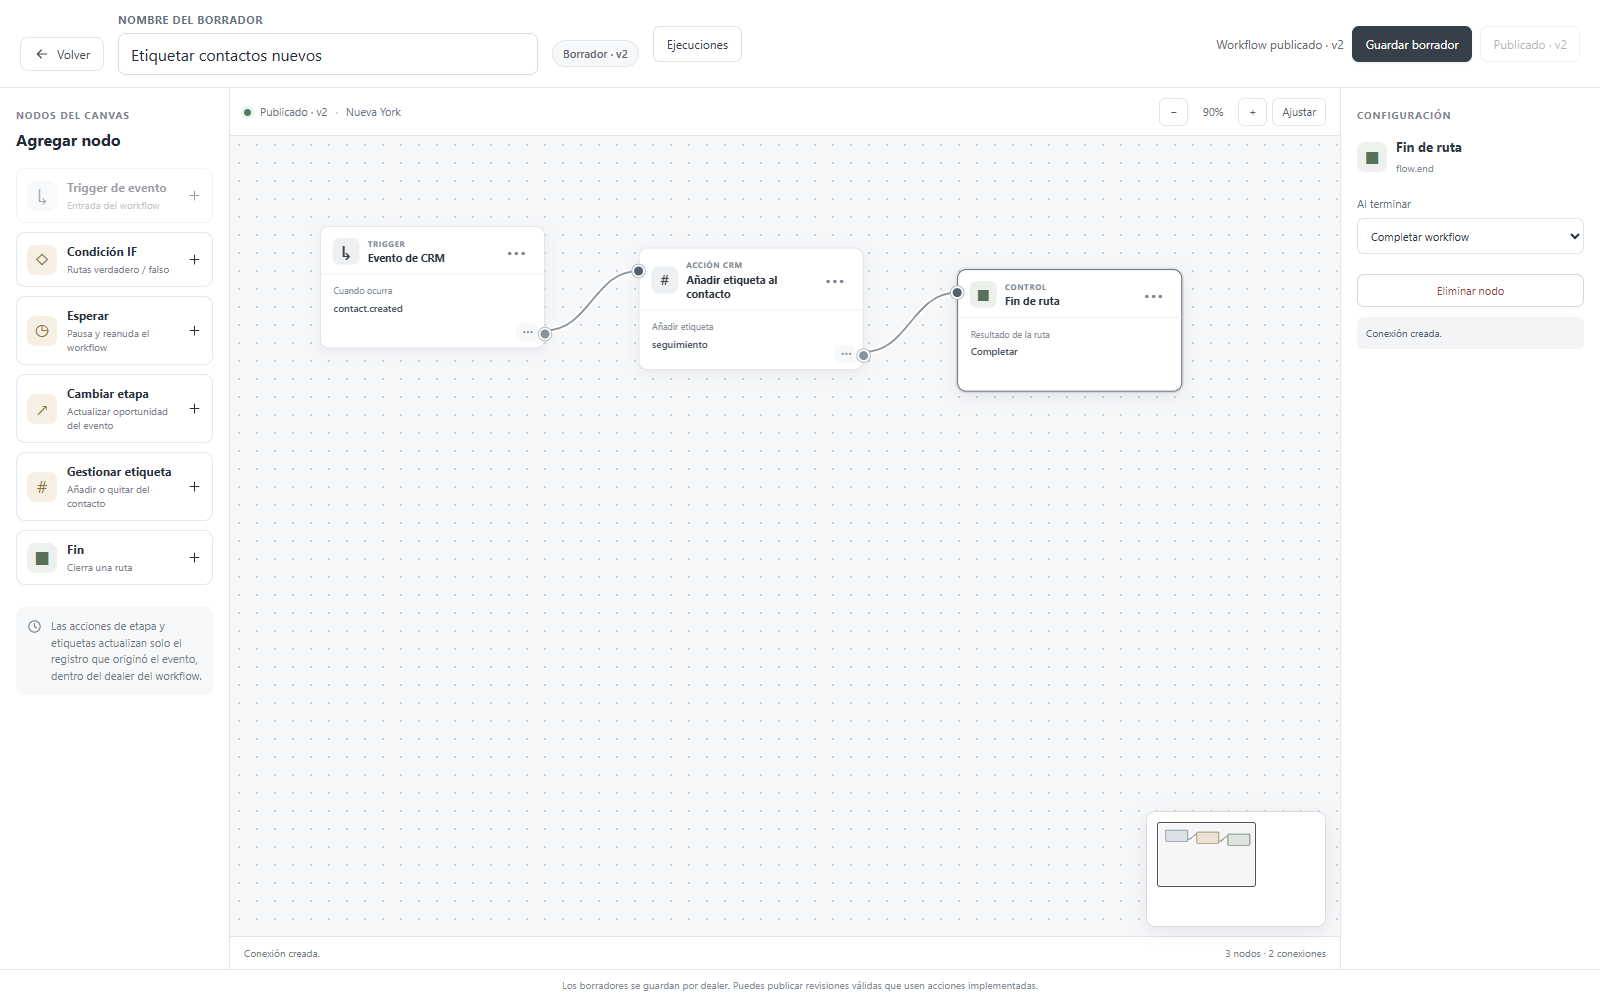 NOMBRE DEL BORRADOR
← Volver
Etiquetar contactos nuevos
Borrador · v2
Ejecuciones
Workflow publicado · v2
Guardar borrador
Publicado · v2
NODOS DEL CANVAS
Agregar nodo
Trigger de evento
Entrada del workflow
+
Condición IF
Rutas verdadero / falso
+
Esperar
Pausa y reanuda el
workflow
+
Cambiar etapa
Actualizar oportunidad
del evento
+
#
Gestionar etiqueta
Añadir o quitar del
contacto
+
Fin
Cierra una ruta
+
Las acciones de etapa y
etiquetas actualizan solo el
registro que originó el evento,
dentro del dealer del workflow.
Publicado · v2 · Nueva York
− 90% + Ajustar
TRIGGER
Evento de CRM
Cuando ocurra
contact.created
#
ACCIÓN CRM
Añadir etiqueta al
contacto
Añadir etiqueta
seguimiento
CONTROL
Fin de ruta
Resultado de la ruta
Completar
Conexión creada.
3 nodos · 2 conexiones
CONFIGURACIÓN
Fin de ruta
flow.end
Al terminar
Completar workflow
Eliminar nodo
Conexión creada.
Los borradores se guardan por dealer. Puedes publicar revisiones válidas que usen acciones implementadas.